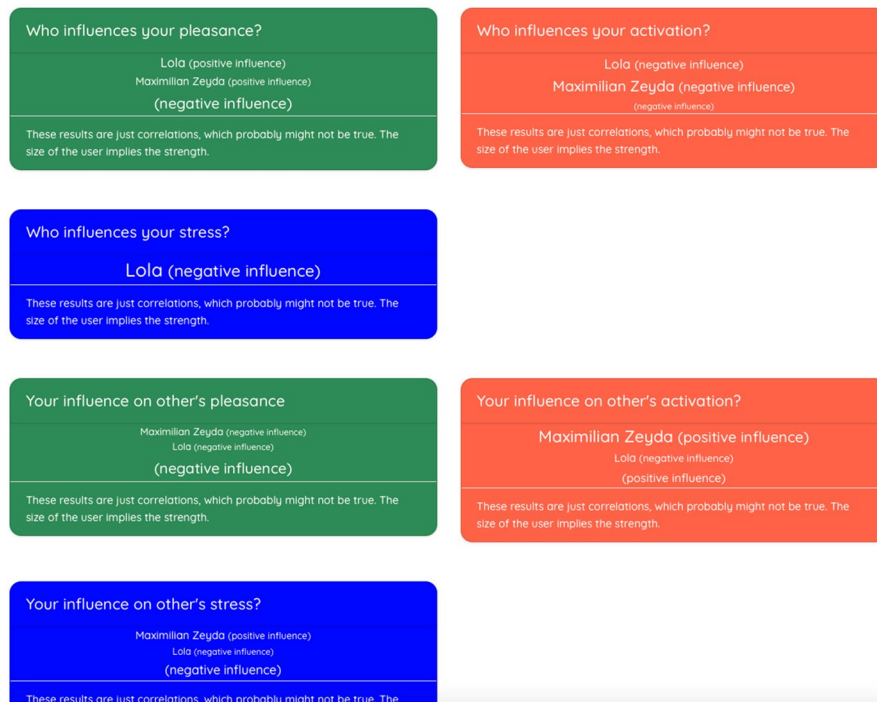 Who influences your pleasance?
Lola (positive influence)
Maximilian Zeyda (positive influence)
(negative influence)
These results are just correlations, which probably might not be true. The
size of the user implies the strength.
Who influences your activation?
Lola (negative influence)
Maximilian Zeyda (negative influence)
(negative influence)
These results are just correlations, which probably might not be true. The
size of the user implies the strength.
Who influences your stress?
Lola (negative influence)
These results are just correlations, which probably might not be true. The
size of the user implies the strength.
Your influence on other's pleasance
Maximilian Zeyda (negative influence)
Lola (negative influence)
(negative influence)
These results are just correlations, which probably might not be true. The
size of the user implies the strength.
Your influence on other's activation?
Maximilian Zeyda (positive influence)
Lola (negative influence)
(positive influence)
These results are just correlations, which probably might not be true. The
size of the user implies the strength.
Your influence on other's stress?
Maximilian Zeyda (positive influence)
Lola (negative influence)
(negative influence)
These results are just correlations, which probably might not be true. The